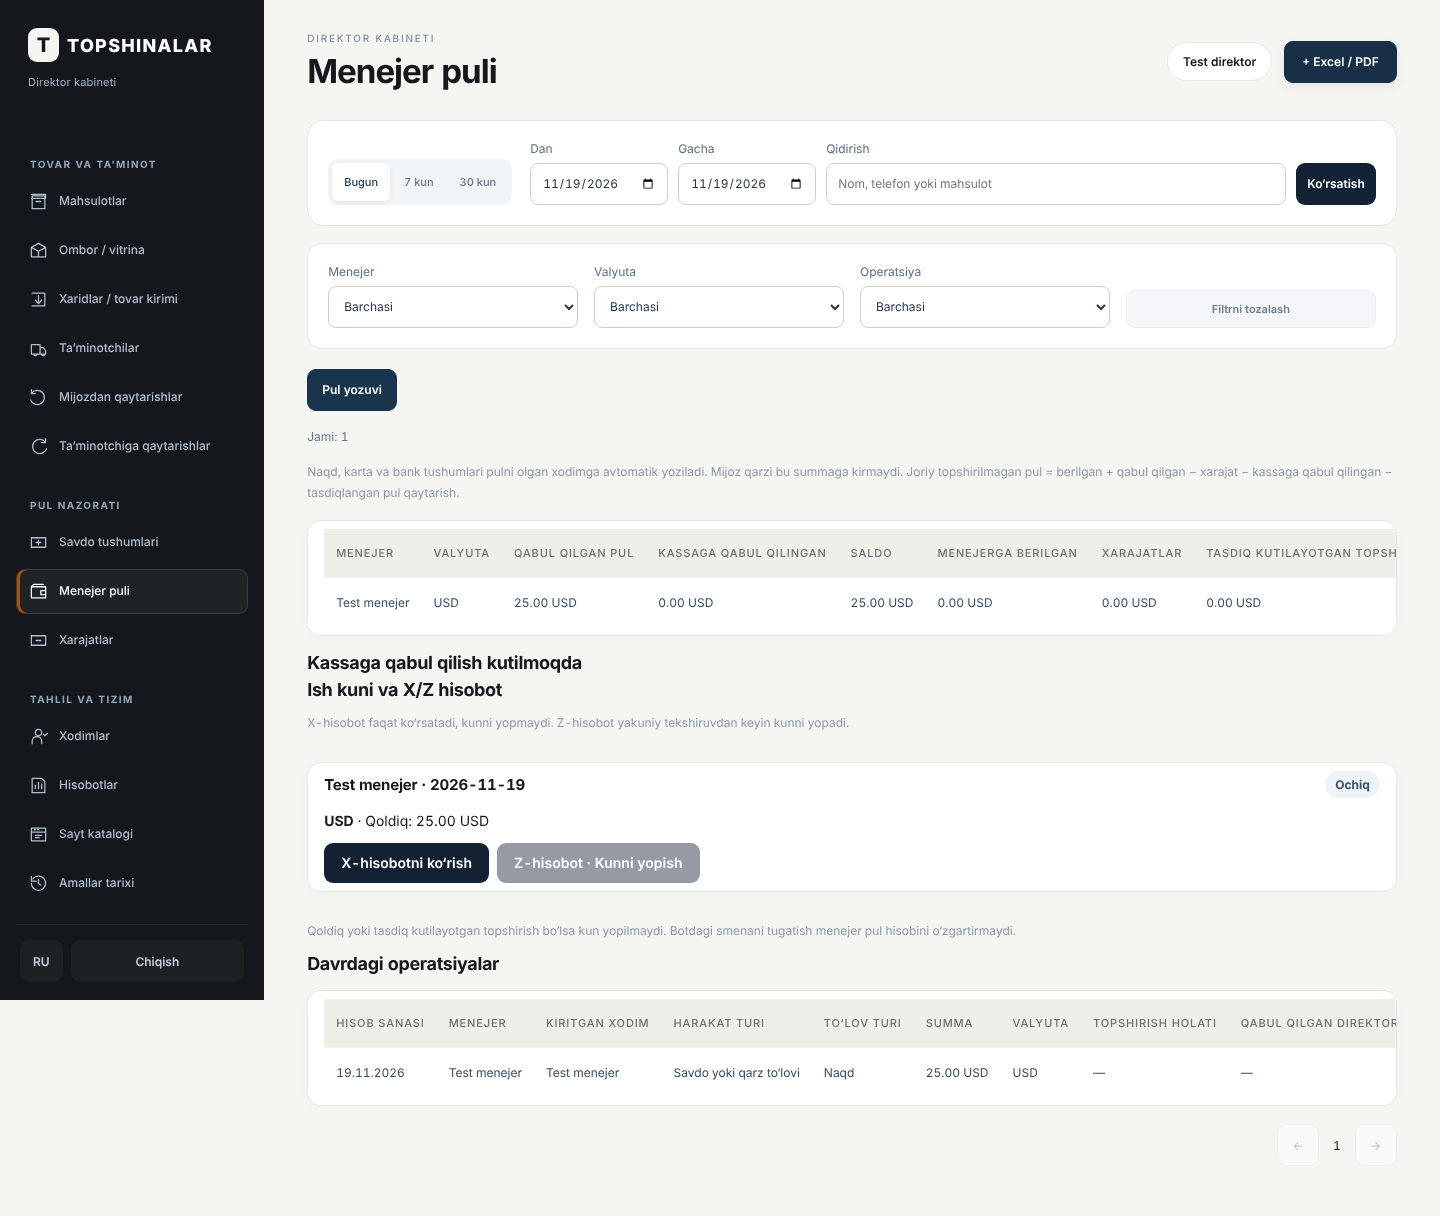 T TOPSHINALAR
Direktor kabineti
TOVAR VA TA’MINOT
Mahsulotlar
Ombor / vitrina
Xaridlar / tovar kirimi
Ta’minotchilar
Mijozdan qaytarishlar
Ta’minotchiga qaytarishlar
PUL NAZORATI
Savdo tushumlari
Menejer puli
Xarajatlar
TAHLIL VA TIZIM
Xodimlar
Hisobotlar
Sayt katalogi
Amallar tarixi
RU Chiqish
DIREKTOR KABINETI
Menejer puli
Test direktor + Excel / PDF
Dan Gacha Qidirish
Bugun 7 kun 30 kun 11/19/2026 11/19/2026 Nom, telefon yoki mahsulot Ko‘rsatish
Menejer Valyuta Operatsiya
Barchasi Barchasi Barchasi Filtrni tozalash
Pul yozuvi
Jami: 1
Naqd, karta va bank tushumlari pulni olgan xodimga avtomatik yoziladi. Mijoz qarzi bu summaga kirmaydi. Joriy topshirilmagan pul = berilgan + qabul qilgan − xarajat − kassaga qabul qilingan −
tasdiqlangan pul qaytarish.
MENEJER VALYUTA QABUL QILGAN PUL KASSAGA QABUL QILINGAN SALDO MENEJERGA BERILGAN XARAJATLAR TASDIQ KUTILAYOTGAN TOPSH
Test menejer USD 25.00 USD 0.00 USD 25.00 USD 0.00 USD 0.00 USD 0.00 USD
Kassaga qabul qilish kutilmoqda
Ish kuni va X/Z hisobot
X-hisobot faqat ko‘rsatadi, kunni yopmaydi. Z-hisobot yakuniy tekshiruvdan keyin kunni yopadi.
Test menejer · 2026-11-19 Ochiq
USD · Qoldiq: 25.00 USD
X-hisobotni ko‘rish Z-hisobot · Kunni yopish
Qoldiq yoki tasdiq kutilayotgan topshirish bo‘lsa kun yopilmaydi. Botdagi smenani tugatish menejer pul hisobini o‘zgartirmaydi.
Davrdagi operatsiyalar
HISOB SANASI MENEJER KIRITGAN XODIM HARAKAT TURI TO‘LOV TURI SUMMA VALYUTA TOPSHIRISH HOLATI QABUL QILGAN DIREKTOR
19.11.2026 Test menejer Test menejer Savdo yoki qarz to‘lovi Naqd 25.00 USD USD — —
← 1 →